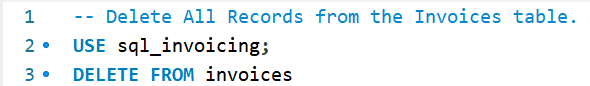 1 -- Delete All Records from the Invoices table.
2 • USE sql_invoicing;
3 • DELETE FROM invoices